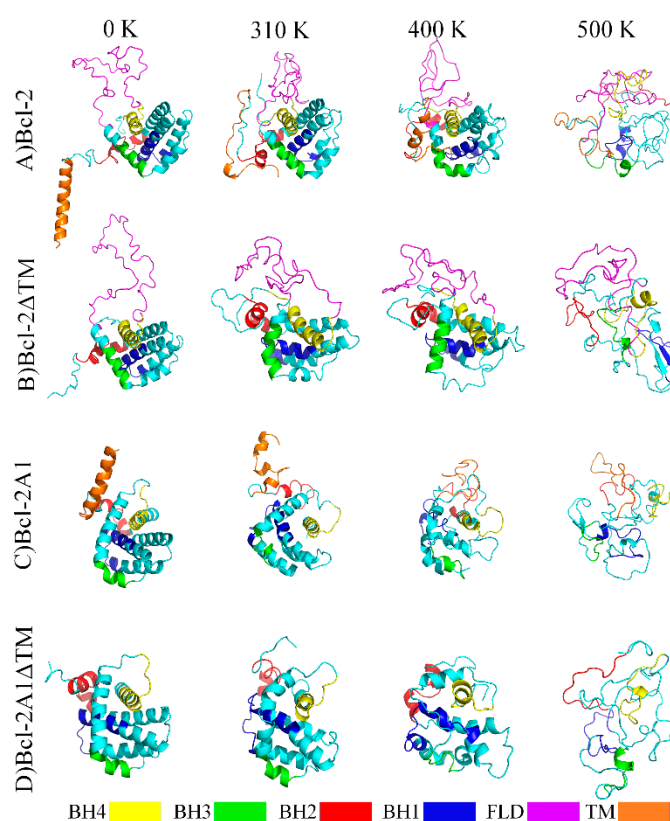 0 K 310 K 400 K 500 K
A)Bcl-2
B)Bcl-2ΔTM
C)Bcl-2A1
D)Bcl-2A1ΔTM
BH4 BH3 BH2 BH1 FLD TM